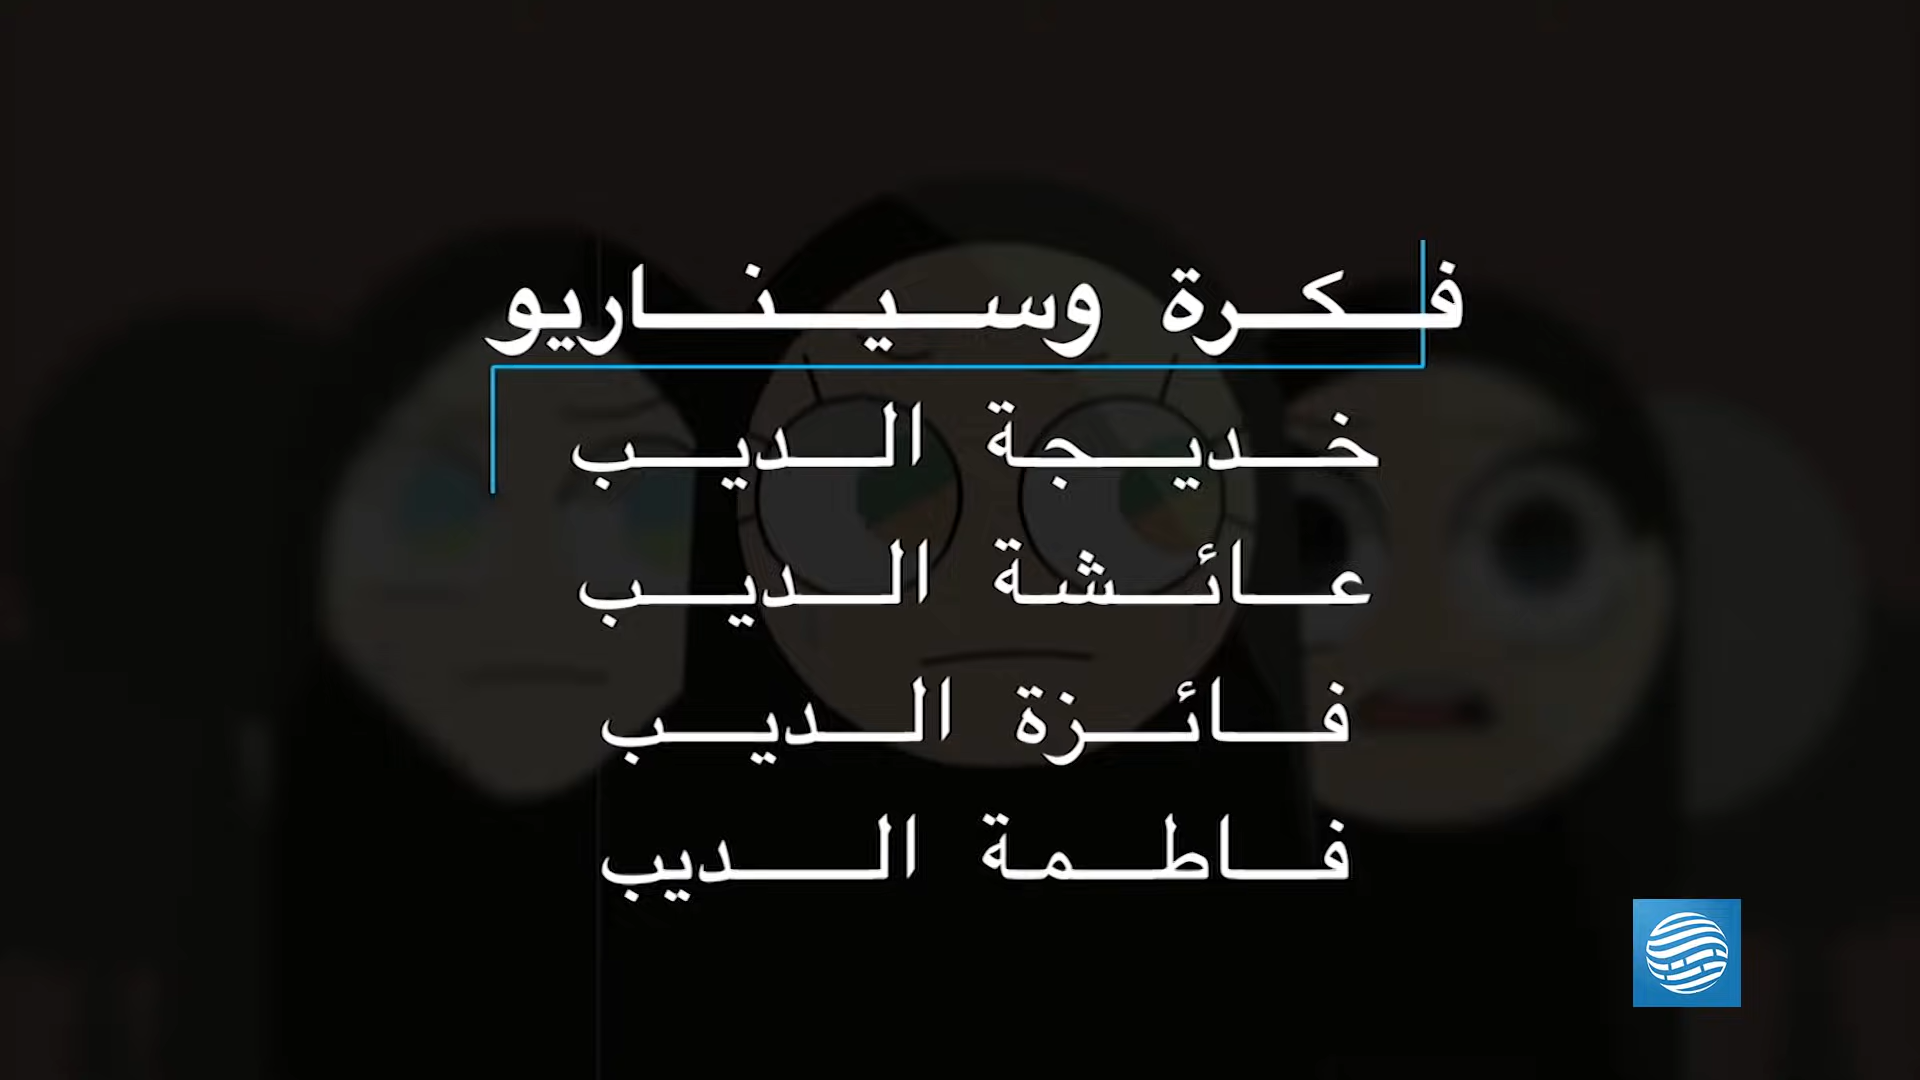 فكرة وسيناريو
خديجة الديب
عائشة الديب
فائزة الديب
فاطمة الديب